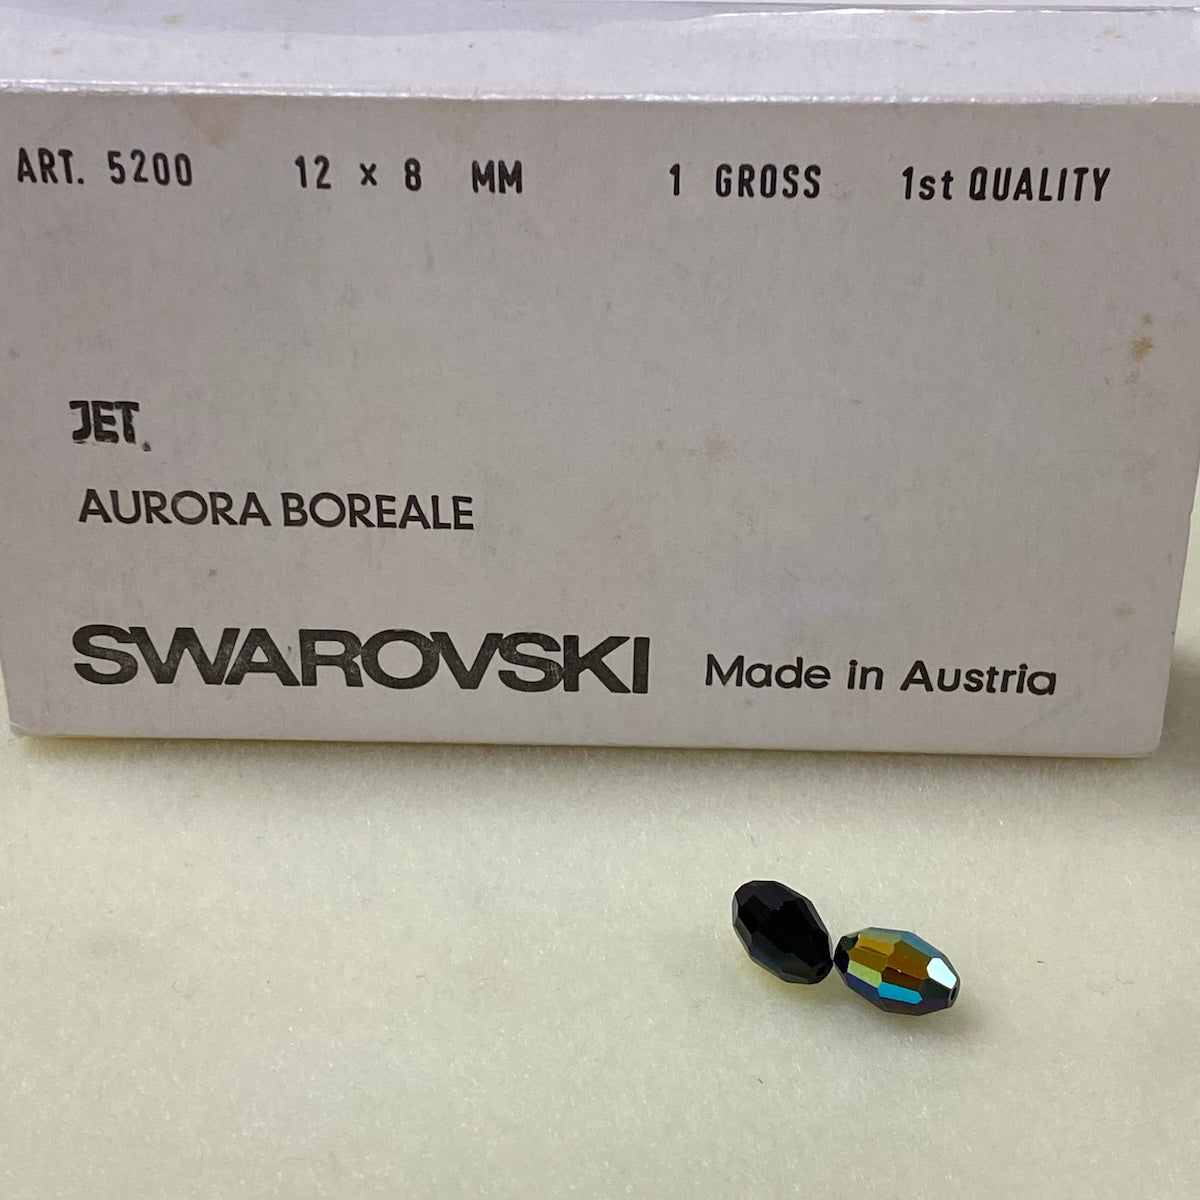 ART. 5200 12 x 8 MM 1 GROSS 1st QUALITY
JET.
AURORA BOREALE
SWAROVSKI Made in Austria